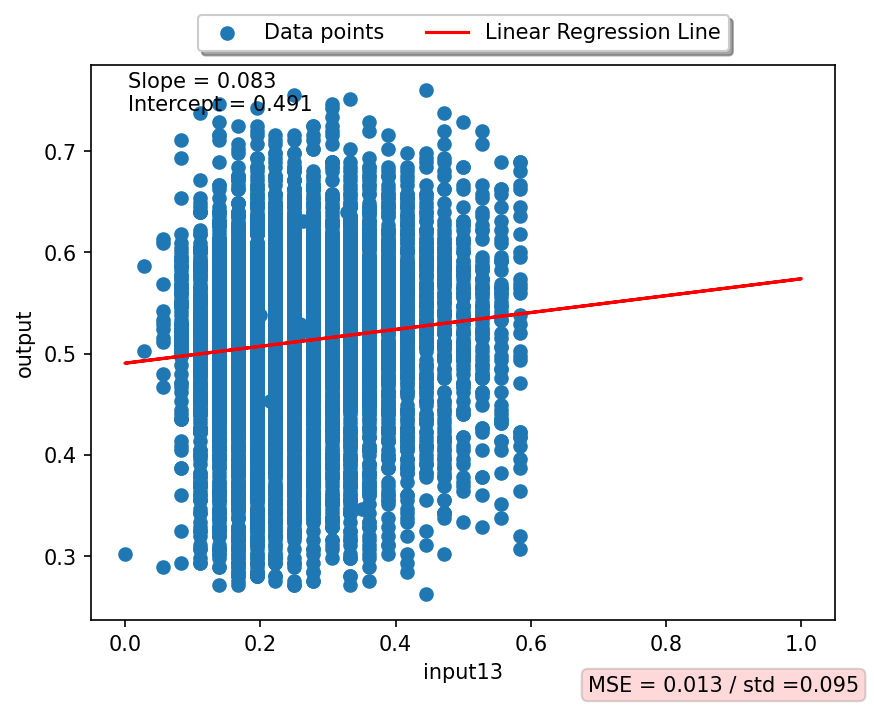 Data points
Linear Regression Line
Slope = 0.083
Intercept = 0.491
output
0.7
0.6
0.5
0.4
0.3
0.0
0.2
0.4
0.6
0.8
1.0
input13
MSE = 0.013 / std =0.095